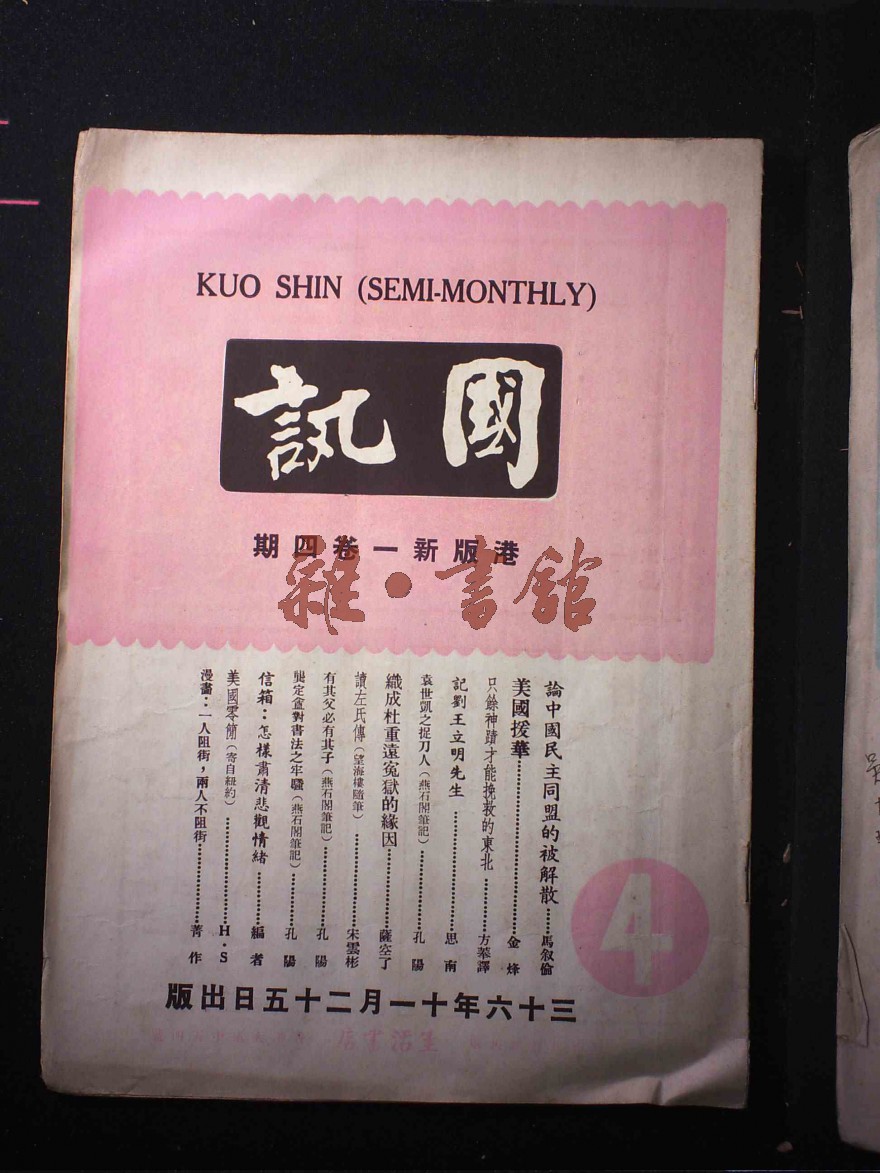 KUO SHIN (SEMI-MONTHLY)
國訊
港版新一卷四期
雜·書館
論中國民主同盟的被解散……馬叙倫
美國援華……金烽
只餘神蹟才能挽救的東北……方蓁譯
記劉王立明先生……思南
袁世凱之捉刀人(燕石閣筆記)……孔陽
織成杜重遠寃獄的緣因……薩空了
讀左氏傳(望海樓隨筆)……宋雲彬
有其父必有其子(燕石閣筆記)……孔陽
龔定盦對書法之牢騷(燕石閣筆記)……孔陽
信箱：怎樣肅清悲觀情緒……編者
美國零簡(寄自紐約)……H·S
漫畫：一人阻街，兩人不阻街……菁作
4
三十六年十一月二十五日出版
生活書店